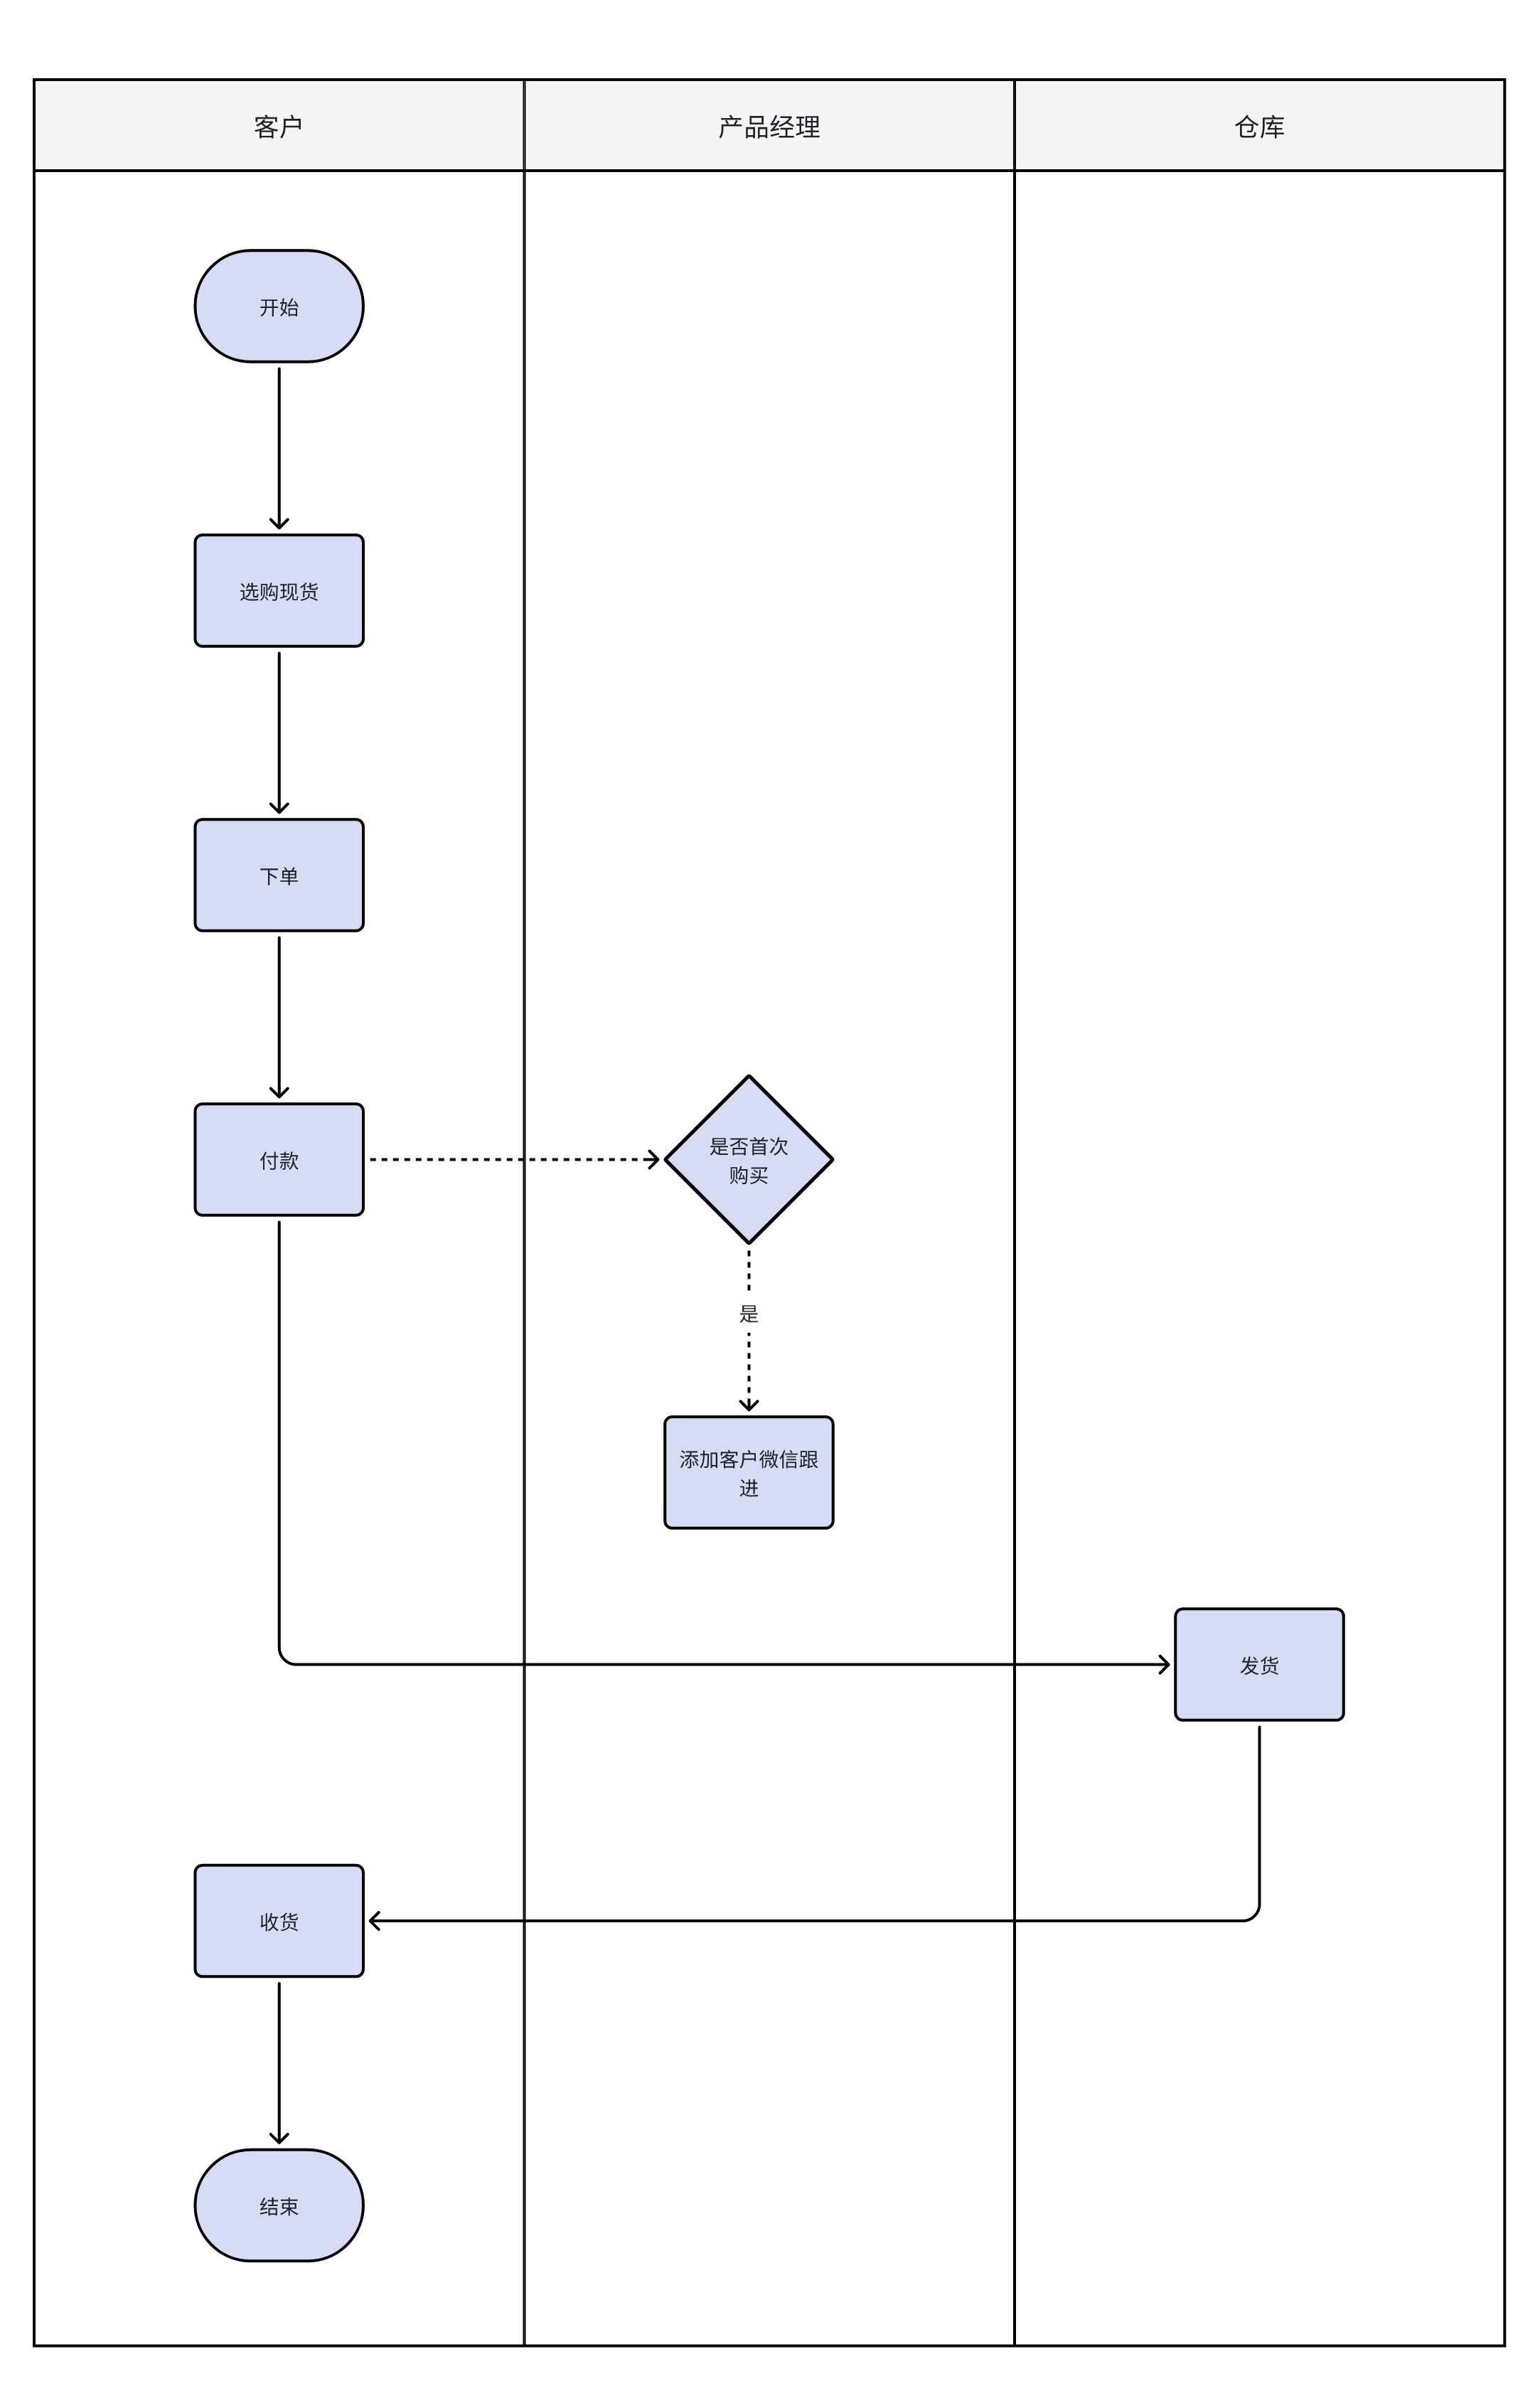 客户
产品经理
仓库
开始
选购现货
下单
付款
是否首次
购买
是
添加客户微信跟
进
发货
收货
结束